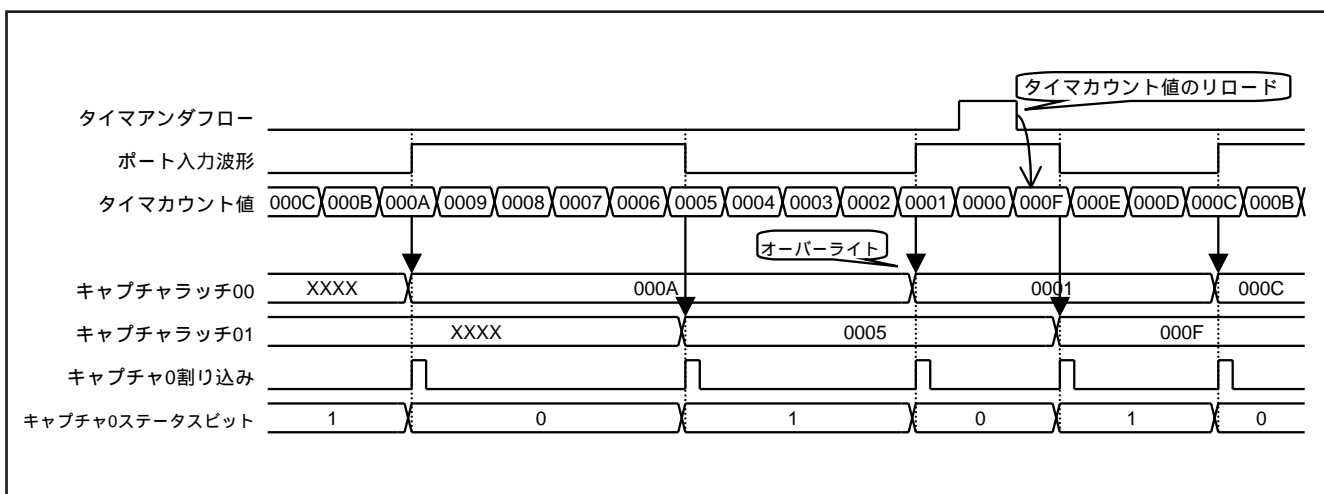 タイマカウント値のリロード
タイマアンダフロー
ポート入力波形
タイマカウント値 000C 000B 000A 0009 0008 0007 0006 0005 0004 0003 0002 0001 0000 000F 000E 000D 000C 000B
オーバーライト
キャプチャラッチ00 XXXX 000A 0001 000C
キャプチャラッチ01 XXXX 0005 000F
キャプチャ0割り込み
キャプチャ0ステータスビット 1 0 1 0 1 0